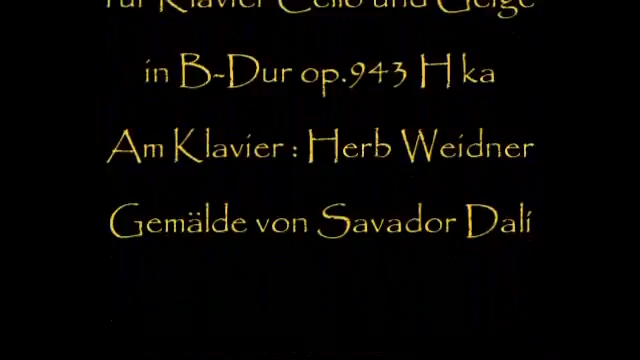 für Klavier Cello und Geige
in B-Dur op.943 H ka
Am Klavier : Herb Weidner
Gemälde von Savador Dalí